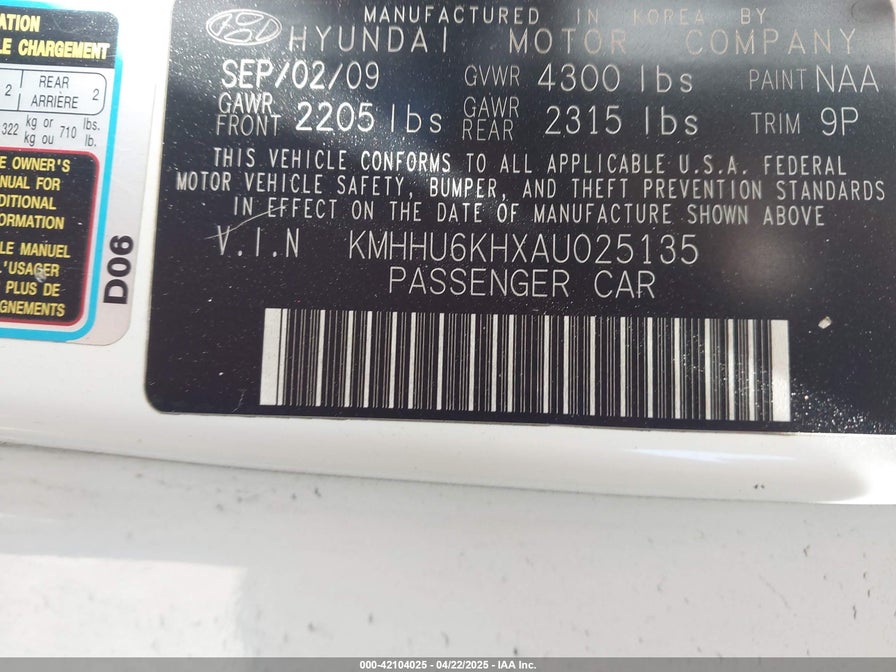 ATION
LE CHARGEMENT
2 | REAR ARRIÈRE 2
322 kg or kg ou 710 lbs. lb.
E OWNER'S
NUAL FOR
DITIONAL
FORMATION
LE MANUEL
L'USAGER
PLUS DE
GNEMENTS
D06
MANUFACTURED IN KOREA BY
HYUNDAI MOTOR COMPANY
SEP/02/09 GVWR 4300 lbs PAINT NAA
GAWR FRONT 2205 lbs GAWR REAR 2315 lbs TRIM 9P
THIS VEHICLE CONFORMS TO ALL APPLICABLE U.S.A. FEDERAL
MOTOR VEHICLE SAFETY, BUMPER, AND THEFT PREVENTION STANDARDS
IN EFFECT ON THE DATE OF MANUFACTURE SHOWN ABOVE
V.I.N KMHHU6KHXAU025135
PASSENGER CAR
000-42104025 - 04/22/2025 - IAA Inc.